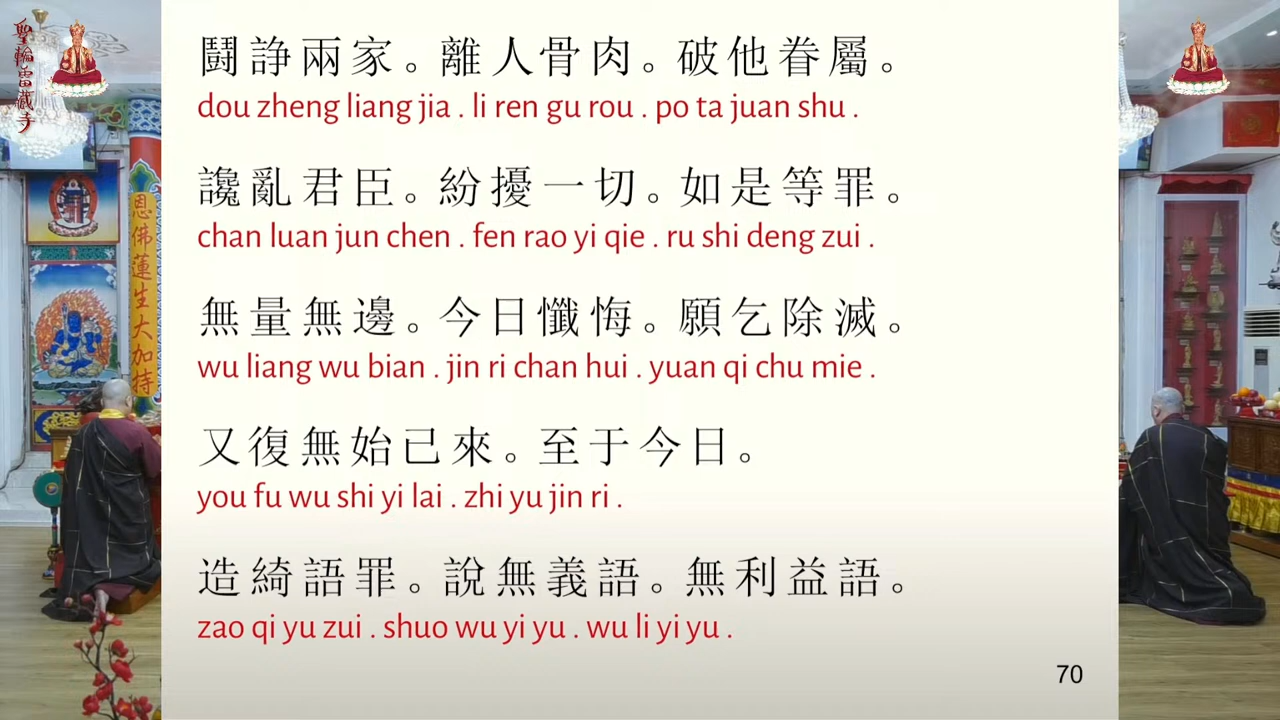 聖輪雷藏寺
恩佛蓮生大加持
鬪諍兩家。離人骨肉。破他眷屬。
dou zheng liang jia . li ren gu rou . po ta juan shu .
讒亂君臣。紛擾一切。如是等罪。
chan luan jun chen . fen rao yi qie . ru shi deng zui .
無量無邊。今日懺悔。願乞除滅。
wu liang wu bian . jin ri chan hui . yuan qi chu mie .
又復無始已來。至于今日。
you fu wu shi yi lai . zhi yu jin ri .
造綺語罪。說無義語。無利益語。
zao qi yu zui . shuo wu yi yu . wu li yi yu .
70